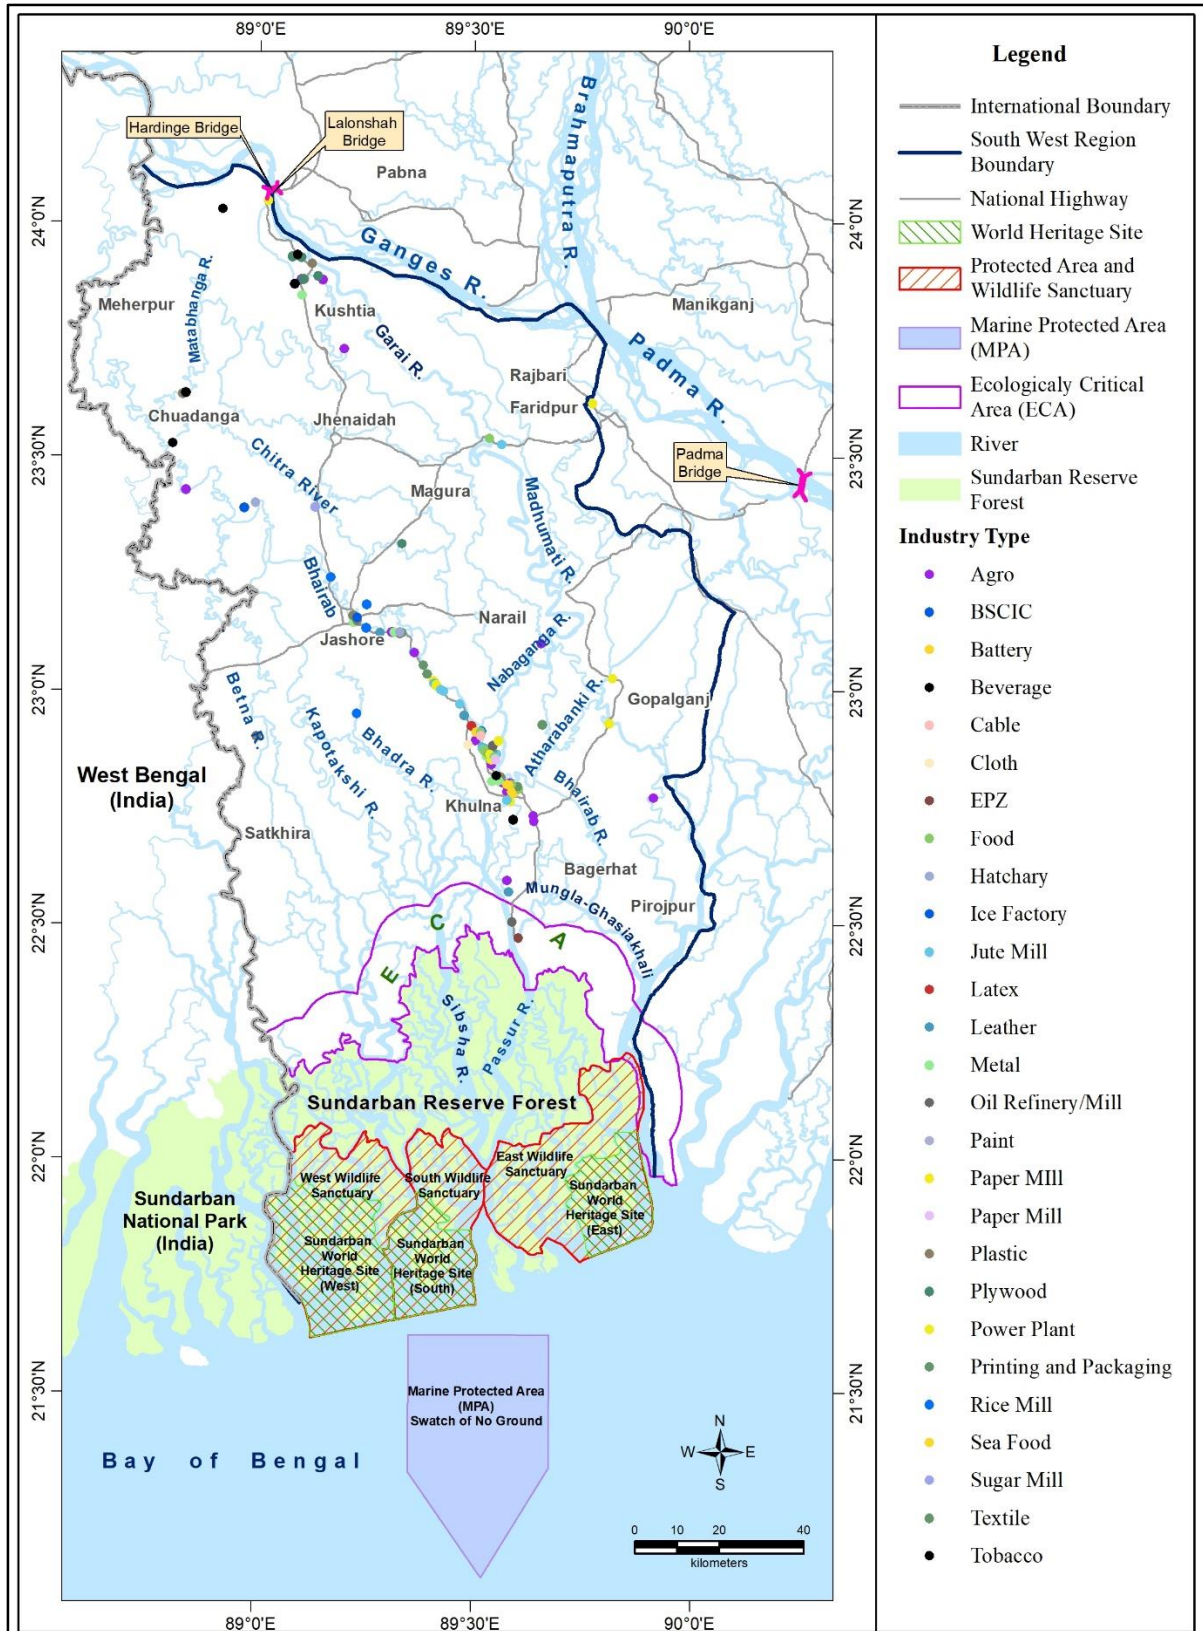 89°0'E 89°30'E 90°0'E
Hardinge Bridge
Lalonshah
Bridge
Pabna
Brahmaputra R.
24°0'N 24°0'N
Ganges R.
Meherpur
Matabhanga R.
Kushtia
Garai R.
Manikganj
Padma R.
Rajbari
Faridpur
Chuadanga
Jhenaidah
23°30'N 23°30'N
Padma
Bridge
Chitra River
Magura
Madhumati R.
Bhairab
Narail
Jashore
Nabaganga R.
23°0'N 23°0'N
Betna R.
Kapotakshi R.
Bhadra R.
Atharabanki R.
Gopalganj
West Bengal
(India)
Khulna
Bhairab R.
Satkhira
Bagerhat
Mungla-Ghasiakhali
Pirojpur
22°30'N 22°30'N
E C A
Sibsha R.
Passur R.
Sundarban Reserve Forest
22°0'N 22°0'N
West Wildlife
Sanctuary
South Wildlife
Sanctuary
East Wildlife
Sanctuary
Sundarban
World
Heritage Site
(East)
Sundarban
National Park
(India)
Sundarban
World
Heritage Site
(West)
Sundarban
World
Heritage Site
(South)
21°30'N 21°30'N
Marine Protected Area
(MPA)
Swatch of No Ground
Bay of Bengal
N
W E
S
0 10 20 40
kilometers
89°0'E 89°30'E 90°0'E
Legend
International Boundary
South West Region
Boundary
National Highway
World Heritage Site
Protected Area and
Wildlife Sanctuary
Marine Protected Area
(MPA)
Ecologicaly Critical
Area (ECA)
River
Sundarban Reserve
Forest
Industry Type
Agro
BSCIC
Battery
Beverage
Cable
Cloth
EPZ
Food
Hatchary
Ice Factory
Jute Mill
Latex
Leather
Metal
Oil Refinery/Mill
Paint
Paper MIll
Paper Mill
Plastic
Plywood
Power Plant
Printing and Packaging
Rice Mill
Sea Food
Sugar Mill
Textile
Tobacco